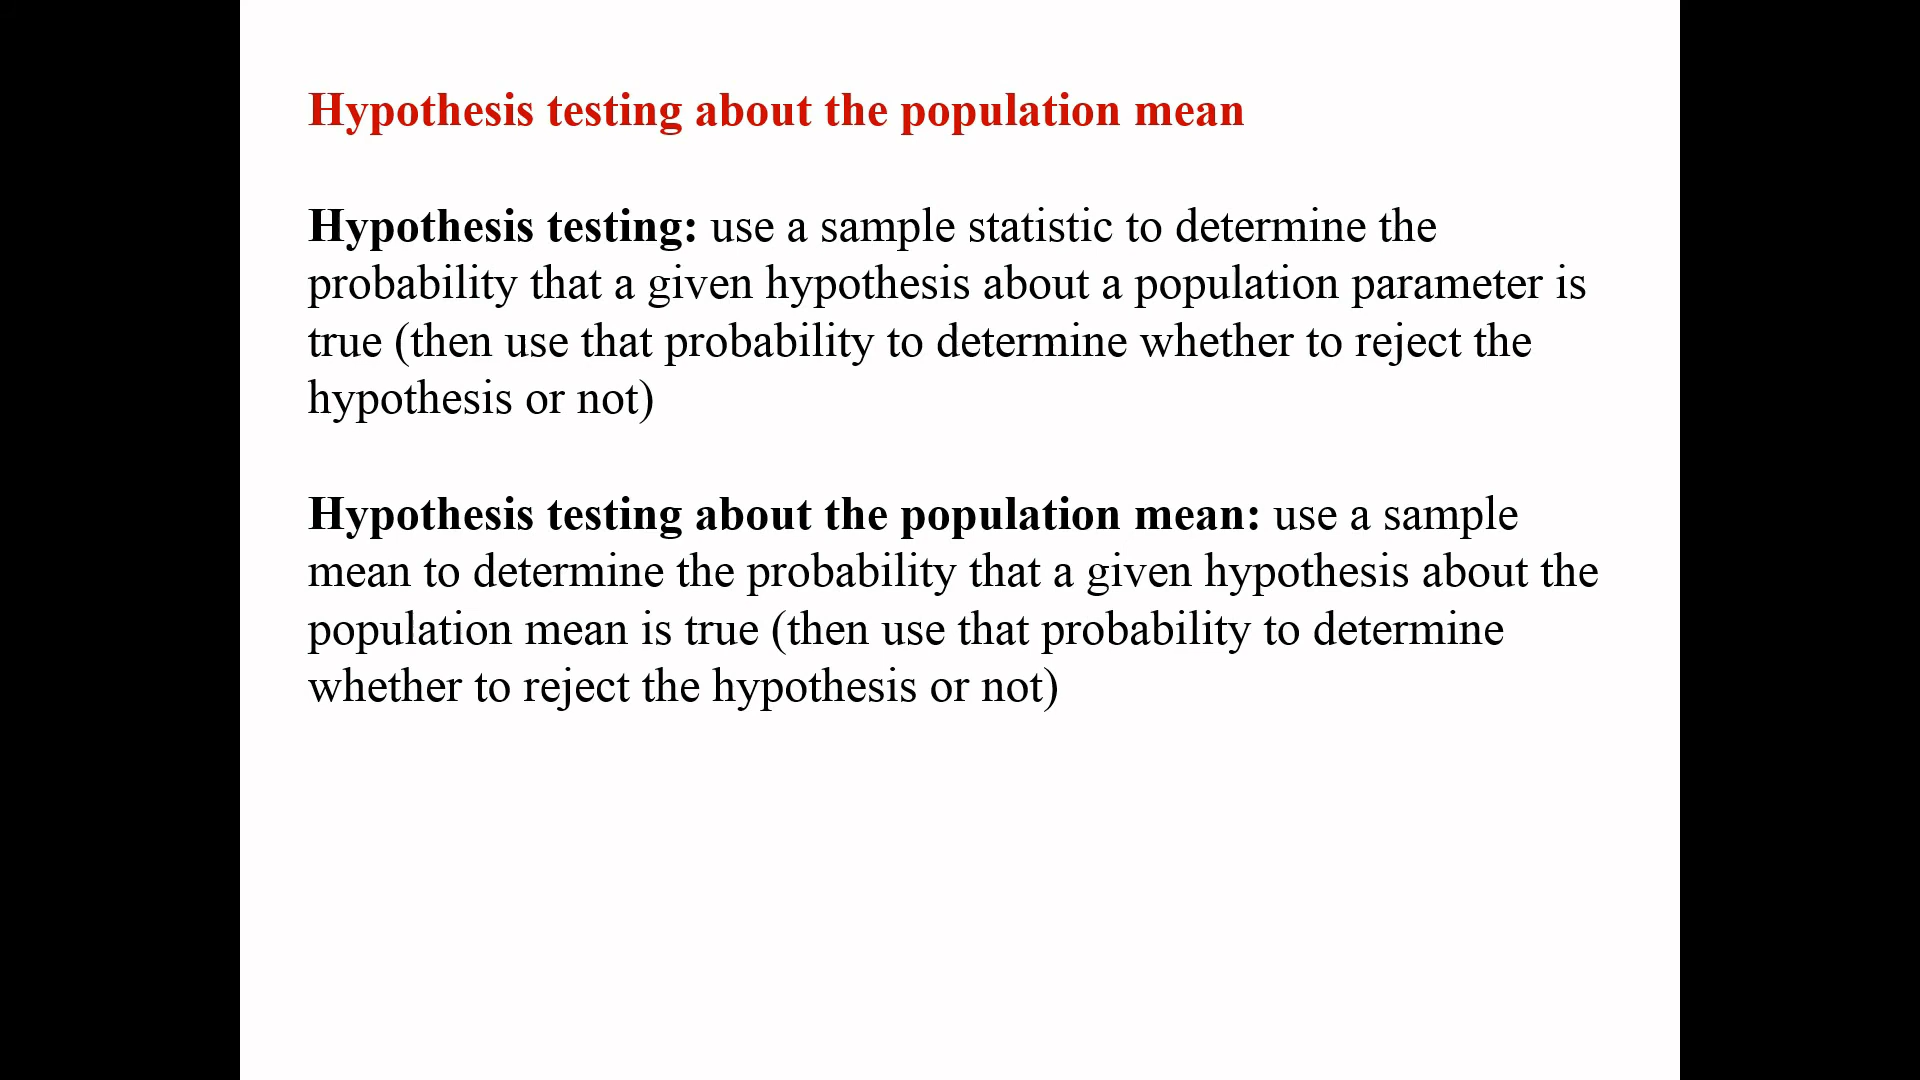 Hypothesis testing about the population mean
Hypothesis testing: use a sample statistic to determine the
probability that a given hypothesis about a population parameter is
true (then use that probability to determine whether to reject the
hypothesis or not)
Hypothesis testing about the population mean: use a sample
mean to determine the probability that a given hypothesis about the
population mean is true (then use that probability to determine
whether to reject the hypothesis or not)